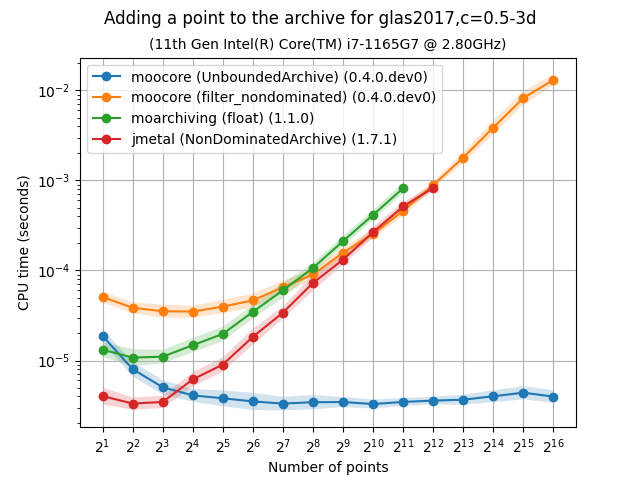 Adding a point to the archive for glas2017,c=0.5-3d
(11th Gen Intel(R) Core(TM) i7-1165G7 @ 2.80GHz)
moocore (UnboundedArchive) (0.4.0.dev0)
moocore (filter_nondominated) (0.4.0.dev0)
moarchiving (float) (1.1.0)
jmetal (NonDominatedArchive) (1.7.1)
CPU time (seconds)
10⁻²
10⁻³
10⁻⁴
10⁻⁵
2¹ 2² 2³ 2⁴ 2⁵ 2⁶ 2⁷ 2⁸ 2⁹ 2¹⁰ 2¹¹ 2¹² 2¹³ 2¹⁴ 2¹⁵ 2¹⁶
Number of points